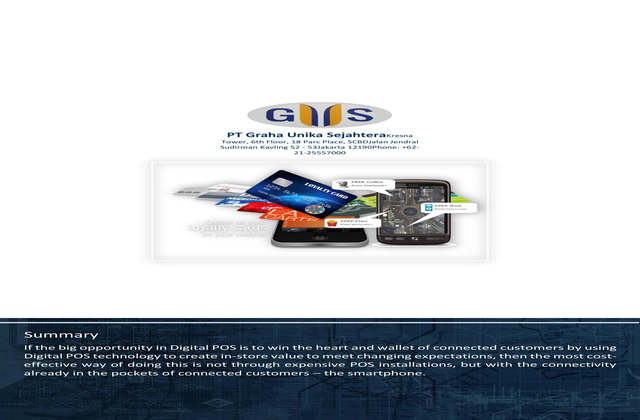 GUS
PT Graha Unika SejahteraKresna
Tower, 6th Floor, 18 Parc Place, SCBDJalan Jendral
Sudirman Kavling 52 - 53Jakarta 12190Phone: +62-
21-25557000
LOYALTY CARD
FREE Coffee
FREE iPod
FREE Fries
loyalty cards
Summary
If the big opportunity in Digital POS is to win the heart and wallet of connected customers by using
Digital POS technology to create in-store value to meet changing expectations, then the most cost-
effective way of doing this is not through expensive POS installations, but with the connectivity
already in the pockets of connected customers – the smartphone.